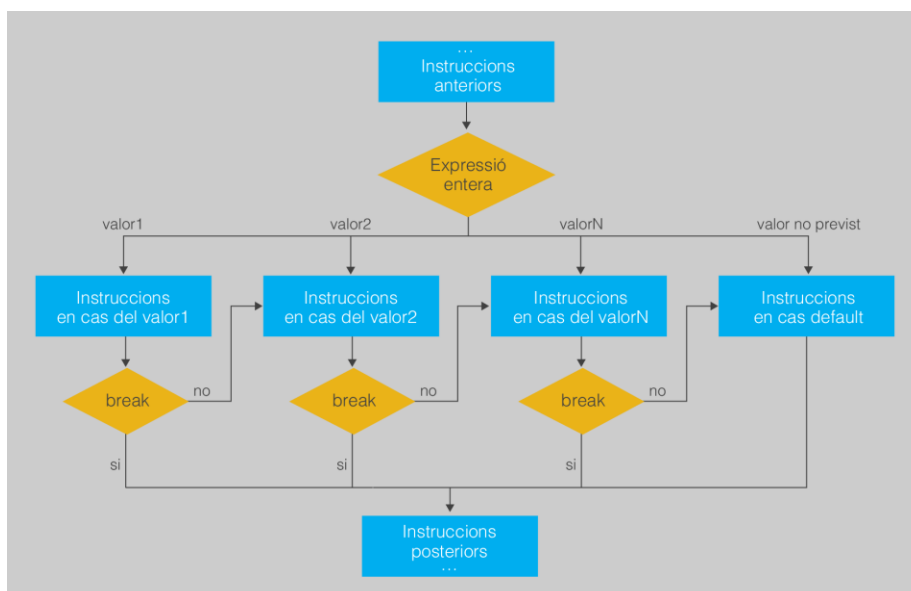 ...
Instruccions
anteriors
Expressió
entera
valor1
valor2
valorN
valor no previst
Instruccions
en cas del valor1
Instruccions
en cas del valor2
Instruccions
en cas del valorN
Instruccions
en cas default
break
no
break
no
break
no
si
si
si
Instruccions
posteriors
...